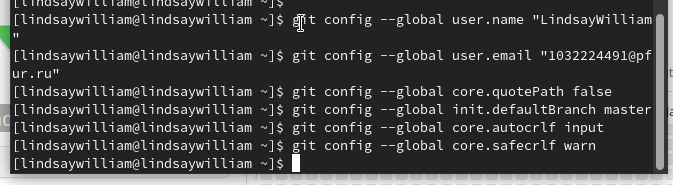 [lindsaywilliam@lindsaywilliam ~]$
[lindsaywilliam@lindsaywilliam ~]$ git config --global user.name "LindsayWilliam
"
[lindsaywilliam@lindsaywilliam ~]$ git config --global user.email "1032224491@pf
ur.ru"
[lindsaywilliam@lindsaywilliam ~]$ git config --global core.quotePath false
[lindsaywilliam@lindsaywilliam ~]$ git config --global init.defaultBranch master
[lindsaywilliam@lindsaywilliam ~]$ git config --global core.autocrlf input
[lindsaywilliam@lindsaywilliam ~]$ git config --global core.safecrlf warn
[lindsaywilliam@lindsaywilliam ~]$